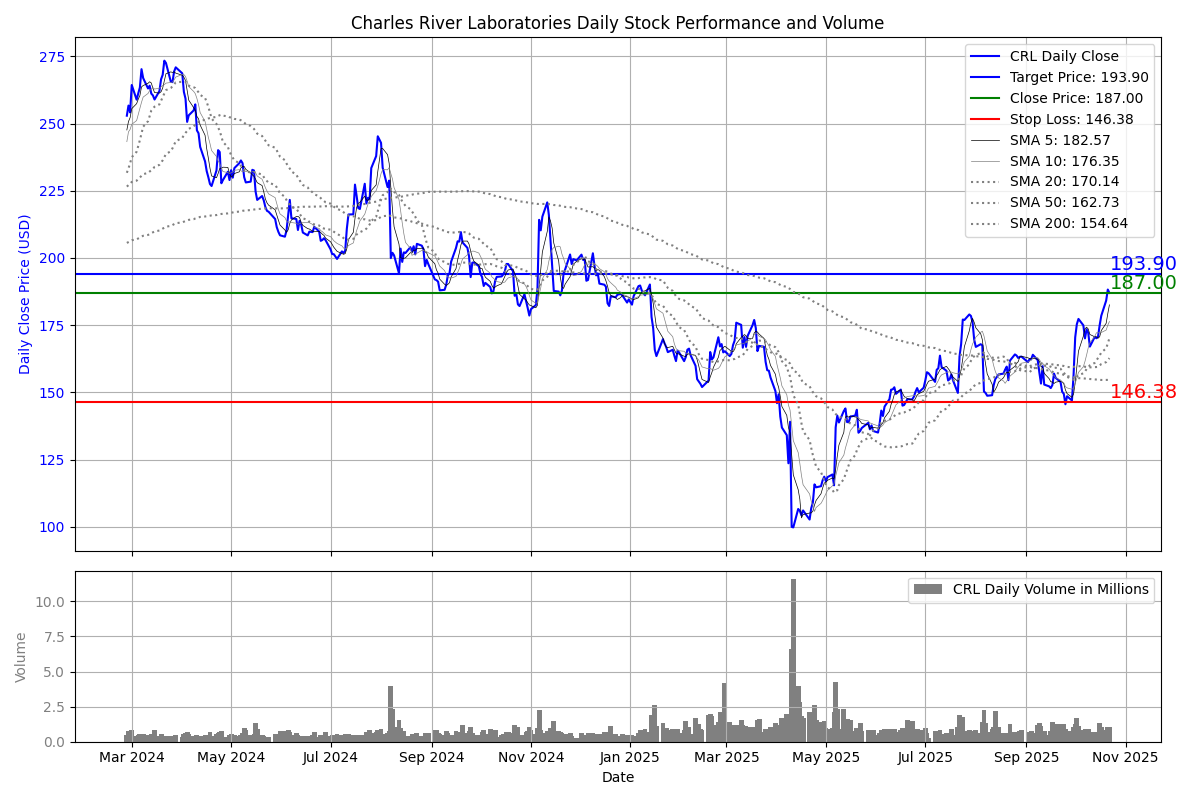 Charles River Laboratories Daily Stock Performance and Volume
Daily Close Price (USD)
275
250
225
200
175
150
125
100
CRL Daily Close
Target Price: 193.90
Close Price: 187.00
Stop Loss: 146.38
SMA 5: 182.57
SMA 10: 176.35
SMA 20: 170.14
SMA 50: 162.73
SMA 200: 154.64
193.90
187.00
146.38
Volume
10.0
7.5
5.0
2.5
0.0
CRL Daily Volume in Millions
Mar 2024 May 2024 Jul 2024 Sep 2024 Nov 2024 Jan 2025 Mar 2025 May 2025 Jul 2025 Sep 2025 Nov 2025
Date